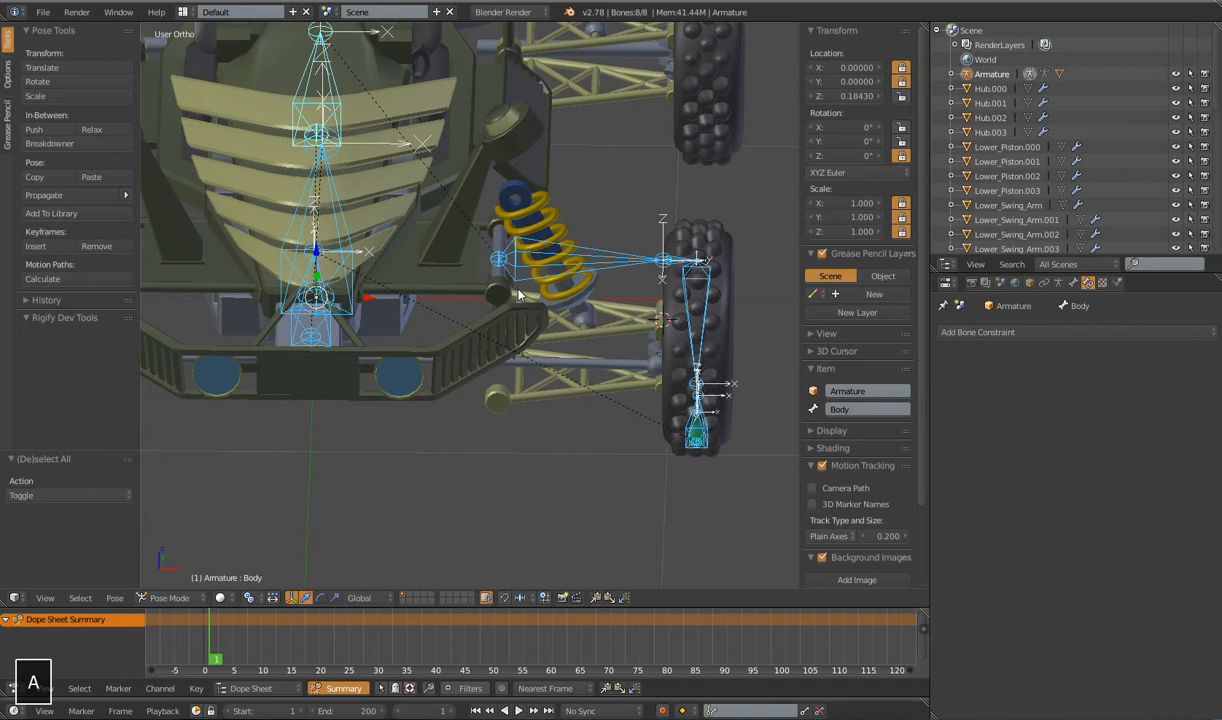 File Render Window Help
Default
Scene
Blender Render
v2.78 | Bones:8/8 | Mem:41.44M | Armature
Tools
Options
Grease Pencil
Pose Tools
Transform:
Translate
Rotate
Scale
In-Between:
Push Relax
Breakdowner
Pose:
Copy Paste
Propagate
Add To Library
Keyframes:
Insert Remove
Motion Paths:
Calculate
History
Rigify Dev Tools
(De)select All
Action
Toggle
User Ortho
(1) Armature : Body
Transform
Location:
X: 0.00000
Y: 0.00000
Z: 0.18430
Rotation:
X: 0°
Y: 0°
Z: 0°
XYZ Euler
Scale:
X: 1.000
Y: 1.000
Z: 1.000
Grease Pencil Layers
Scene Object
New
New Layer
View
3D Cursor
Item
Armature
Body
Display
Shading
Motion Tracking
Camera Path
3D Marker Names
Track Type and Size:
Plain Axes 0.200
Background Images
Add Image
Scene
RenderLayers
World
Armature
Hub.000
Hub.001
Hub.002
Hub.003
Lower_Piston.000
Lower_Piston.001
Lower_Piston.002
Lower_Piston.003
Lower_Swing_Arm
Lower_Swing_Arm.001
Lower_Swing_Arm.002
Lower_Swing_Arm.003
View Search All Scenes
Armature Body
Add Bone Constraint
View Select Pose Pose Mode Global
Dope Sheet Summary
-5 0 5 10 15 20 25 30 35 40 45 50 55 60 65 70 75 80 85 90 95 100 105 110 115 120
1
A
Select Marker Channel Key Dope Sheet Summary Filters Nearest Frame
View Marker Frame Playback Start: 1 End: 200 1 No Sync